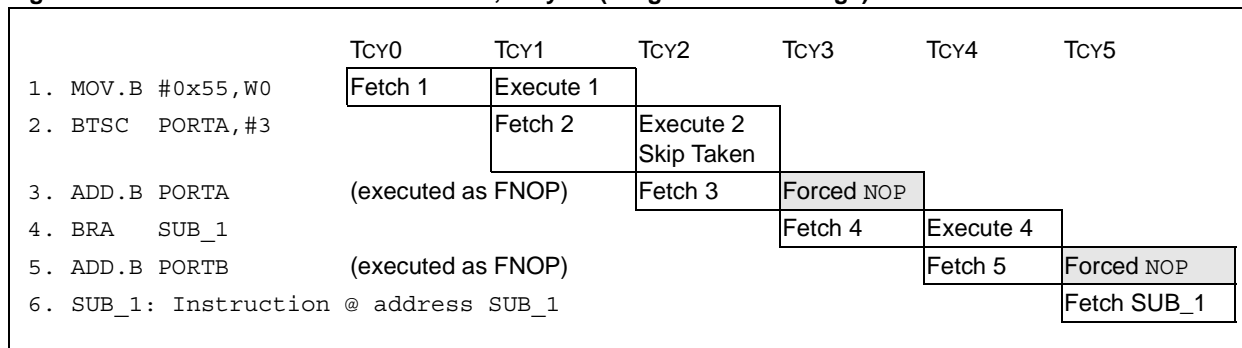 TCY0 TCY1 TCY2 TCY3 TCY4 TCY5
1. MOV.B #0x55,W0 Fetch 1 Execute 1
2. BTSC PORTA,#3 Fetch 2 Execute 2
Skip Taken
3. ADD.B PORTA (executed as FNOP) Fetch 3 Forced NOP
4. BRA SUB_1 Fetch 4 Execute 4
5. ADD.B PORTB (executed as FNOP) Fetch 5 Forced NOP
6. SUB_1: Instruction @ address SUB_1 Fetch SUB_1